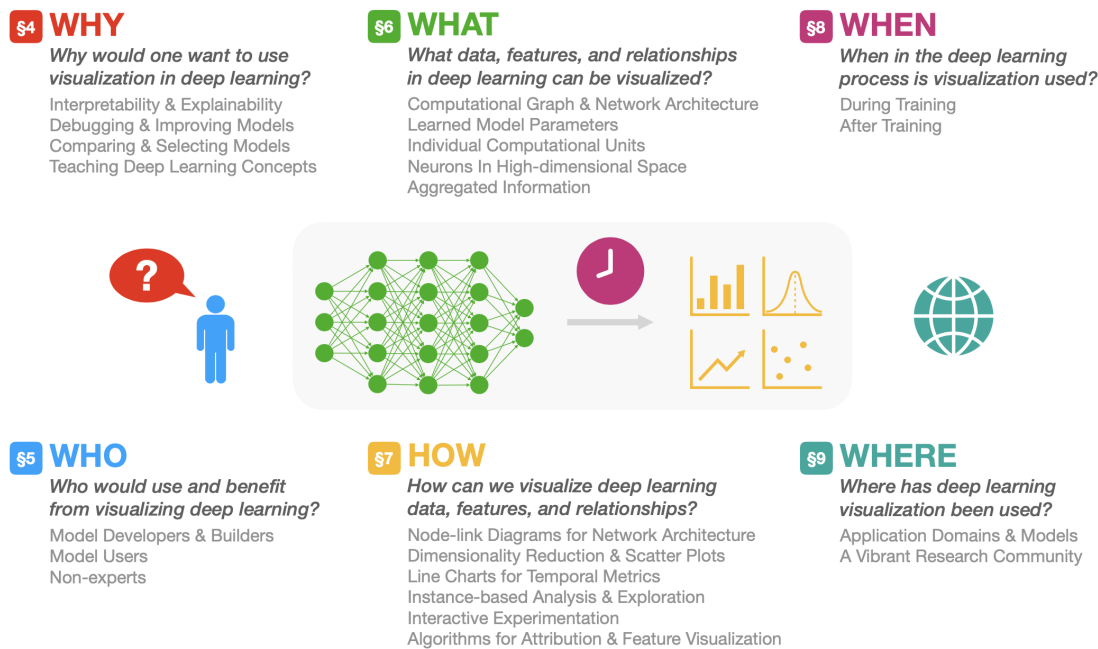 §4 WHY
Why would one want to use
visualization in deep learning?
Interpretability & Explainability
Debugging & Improving Models
Comparing & Selecting Models
Teaching Deep Learning Concepts
§6 WHAT
What data, features, and relationships
in deep learning can be visualized?
Computational Graph & Network Architecture
Learned Model Parameters
Individual Computational Units
Neurons In High-dimensional Space
Aggregated Information
§8 WHEN
When in the deep learning
process is visualization used?
During Training
After Training
?
§5 WHO
Who would use and benefit
from visualizing deep learning?
Model Developers & Builders
Model Users
Non-experts
§7 HOW
How can we visualize deep learning
data, features, and relationships?
Node-link Diagrams for Network Architecture
Dimensionality Reduction & Scatter Plots
Line Charts for Temporal Metrics
Instance-based Analysis & Exploration
Interactive Experimentation
Algorithms for Attribution & Feature Visualization
§9 WHERE
Where has deep learning
visualization been used?
Application Domains & Models
A Vibrant Research Community